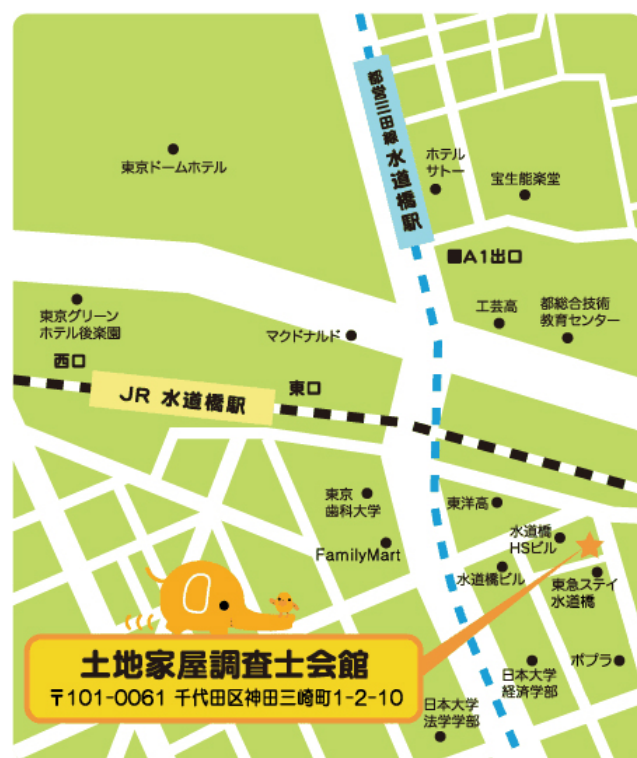 都営三田線 水道橋駅
ホテル
サトー
宝生能楽堂
東京ドームホテル
■A1出口
東京グリーン
ホテル後楽園
マクドナルド
工芸高
都総合技術
教育センター
西口
JR 水道橋駅
東口
東京
歯科大学
東洋高
FamilyMart
水道橋
HSビル
水道橋ビル
東急ステイ
水道橋
土地家屋調査士会館
〒101-0061 千代田区神田三崎町1-2-10
日本大学
経済学部
ポプラ
日本大学
法学学部